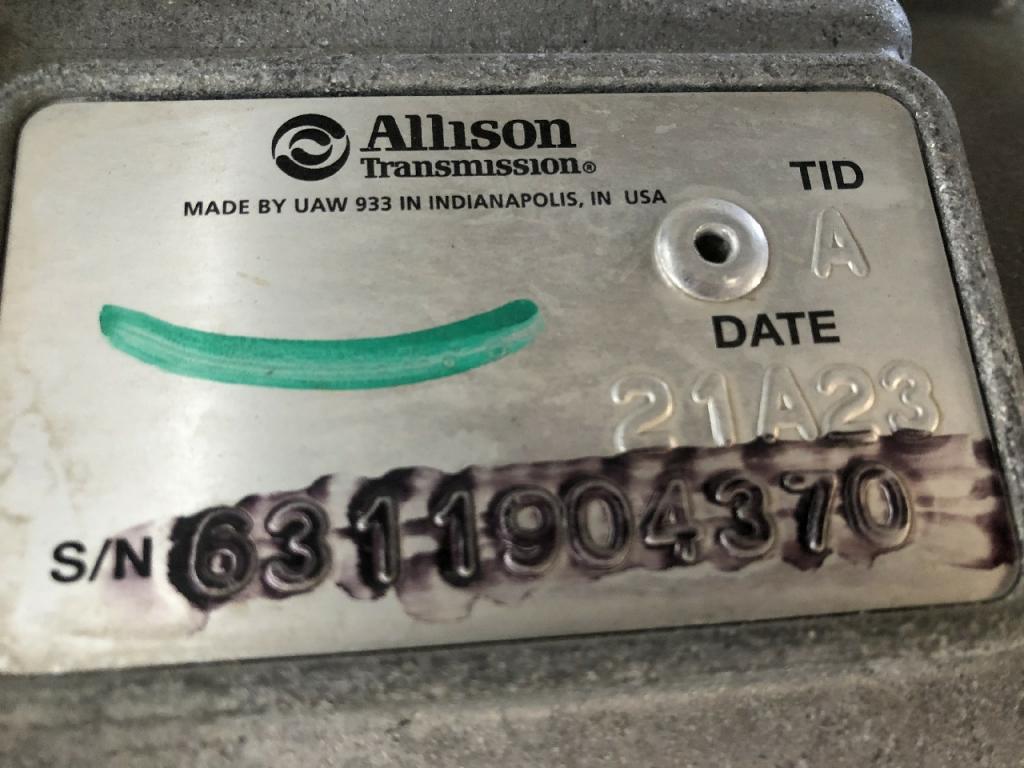 Allison
Transmission®
MADE BY UAW 933 IN INDIANAPOLIS, IN USA
TID
A
DATE
21A23
S/N 6311904370